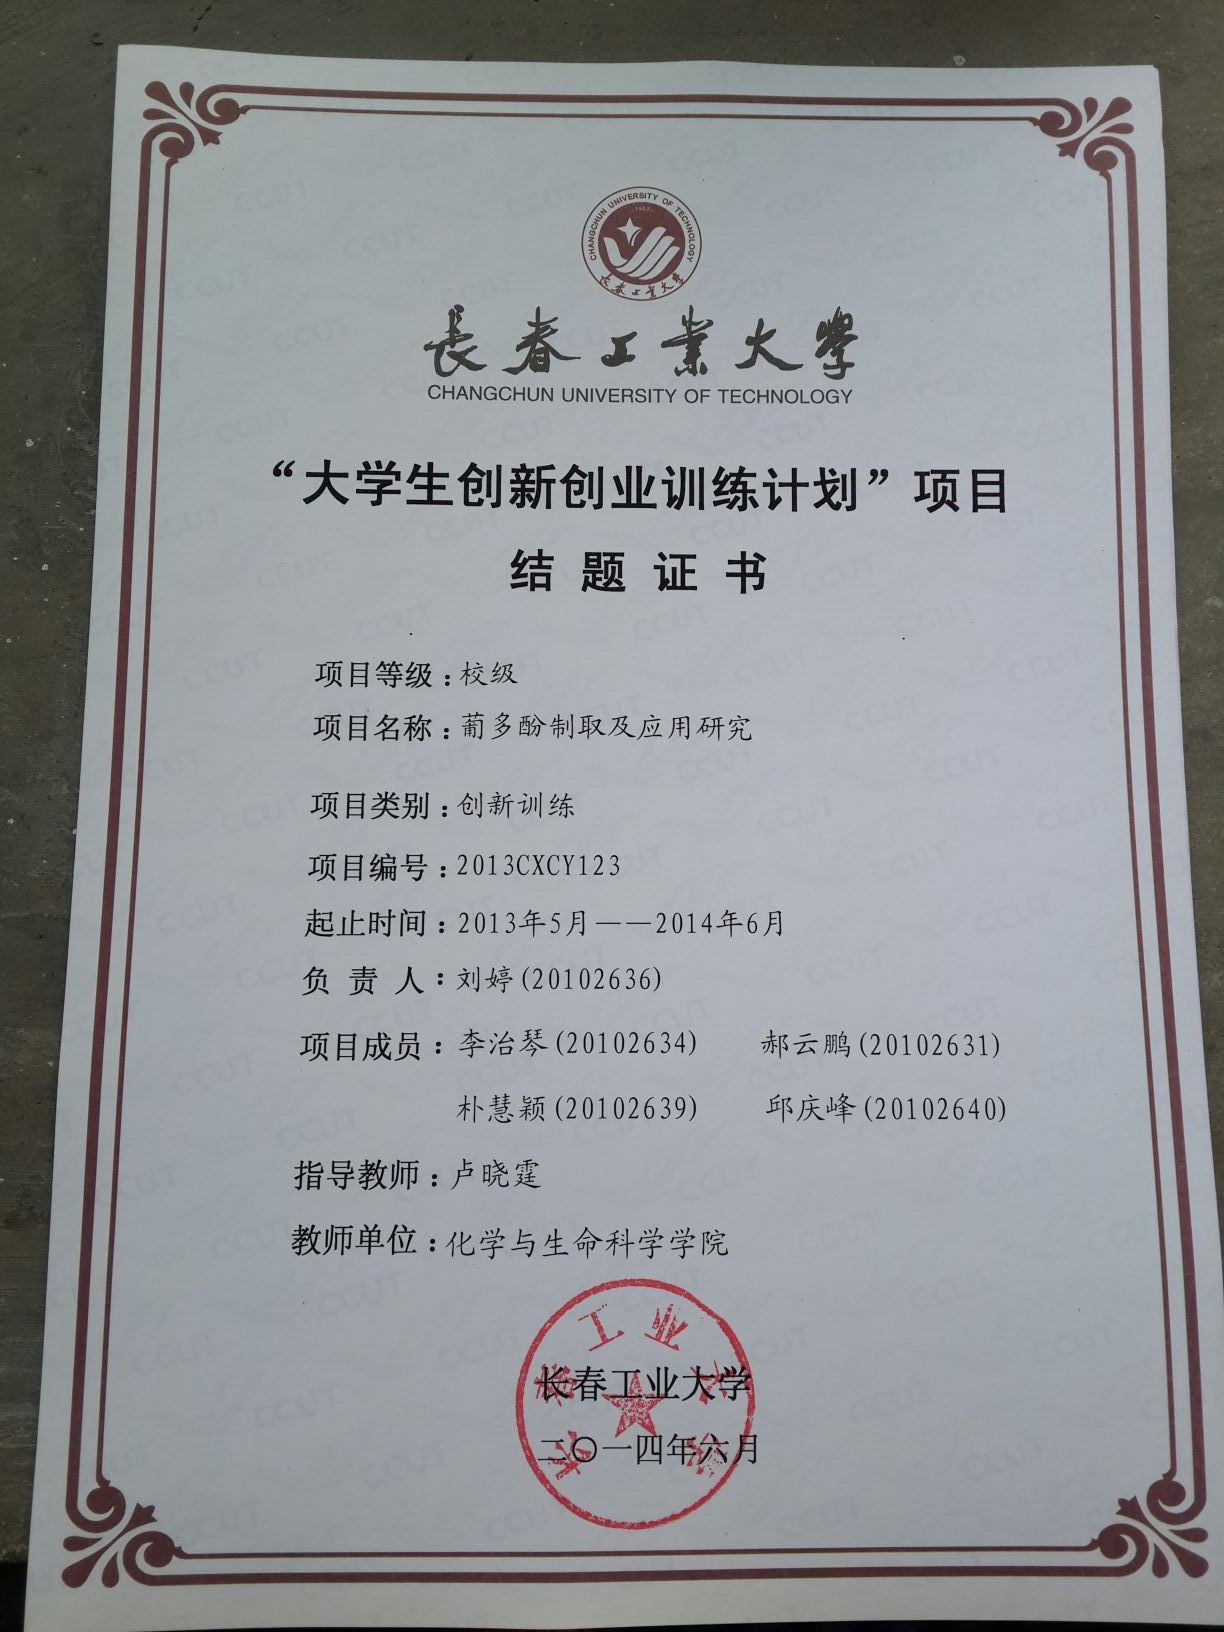 CHANGCHUN UNIVERSITY OF TECHNOLOGY
1952
长春工业大学
長春工業大學
CHANGCHUN UNIVERSITY OF TECHNOLOGY
“大学生创新创业训练计划”项目
结题证书
项目等级：校级
项目名称：葡多酚制取及应用研究
项目类别：创新训练
项目编号：2013CXCY123
起止时间：2013年5月——2014年6月
负责人：刘婷(20102636)
项目成员：李治琴(20102634) 郝云鹏(20102631)
朴慧颖(20102639) 邱庆峰(20102640)
指导教师：卢晓霆
教师单位：化学与生命科学学院
长春工业大学
长春工业大学
二〇一四年六月